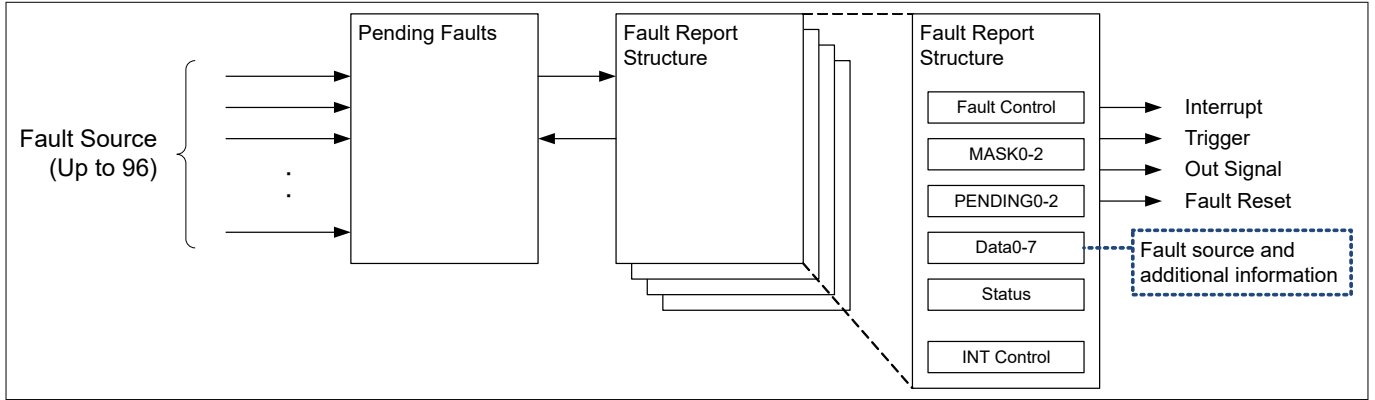 Fault Source
(Up to 96)
.
.
Pending Faults
Fault Report
Structure
Fault Report
Structure
Fault Control
MASK0-2
PENDING0-2
Data0-7
Status
INT Control
Interrupt
Trigger
Out Signal
Fault Reset
Fault source and
additional information